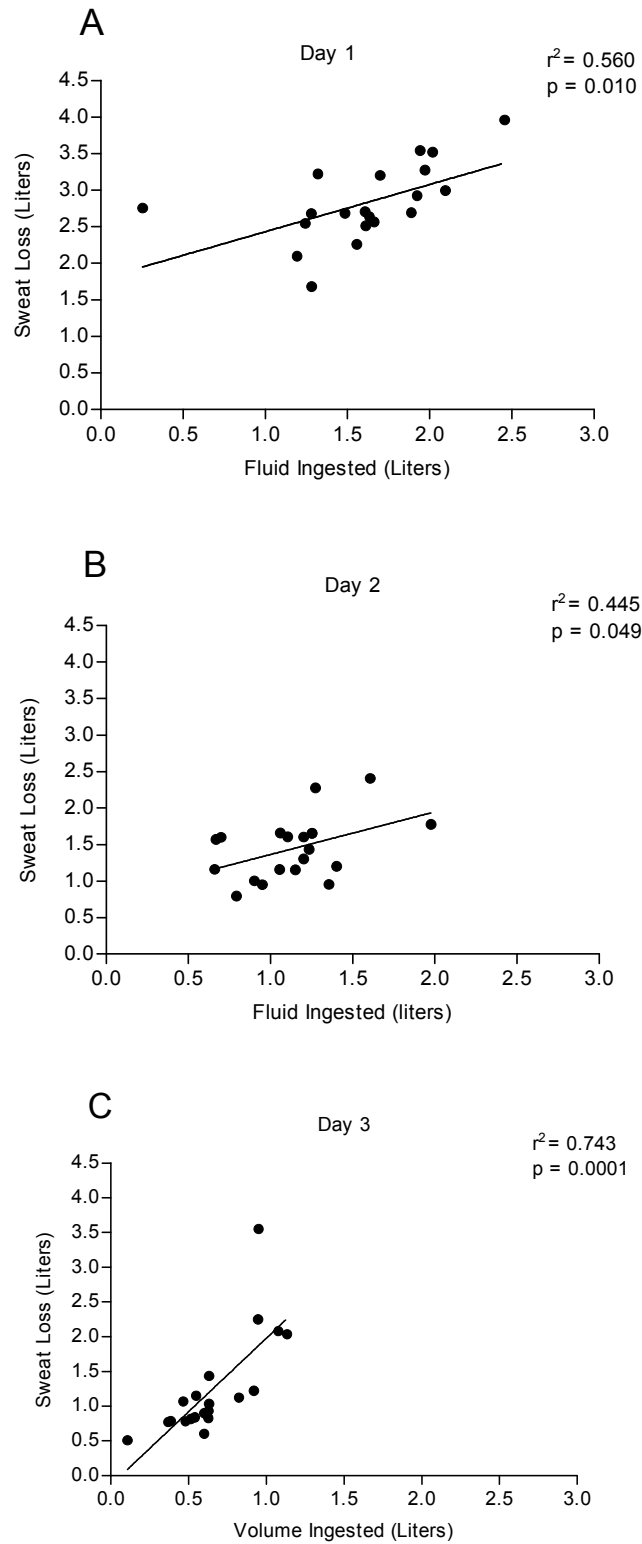 A
Day 1
r² = 0.560
p = 0.010
4.5
4.0
3.5
3.0
2.5
2.0
1.5
1.0
0.5
0.0
Sweat Loss (Liters)
0.0 0.5 1.0 1.5 2.0 2.5 3.0
Fluid Ingested (Liters)
B
Day 2
r² = 0.445
p = 0.049
4.5
4.0
3.5
3.0
2.5
2.0
1.5
1.0
0.5
0.0
Sweat Loss (Liters)
0.0 0.5 1.0 1.5 2.0 2.5 3.0
Fluid Ingested (liters)
C
Day 3
r² = 0.743
p = 0.0001
4.5
4.0
3.5
3.0
2.5
2.0
1.5
1.0
0.5
0.0
Sweat Loss (Liters)
0.0 0.5 1.0 1.5 2.0 2.5 3.0
Volume Ingested (Liters)